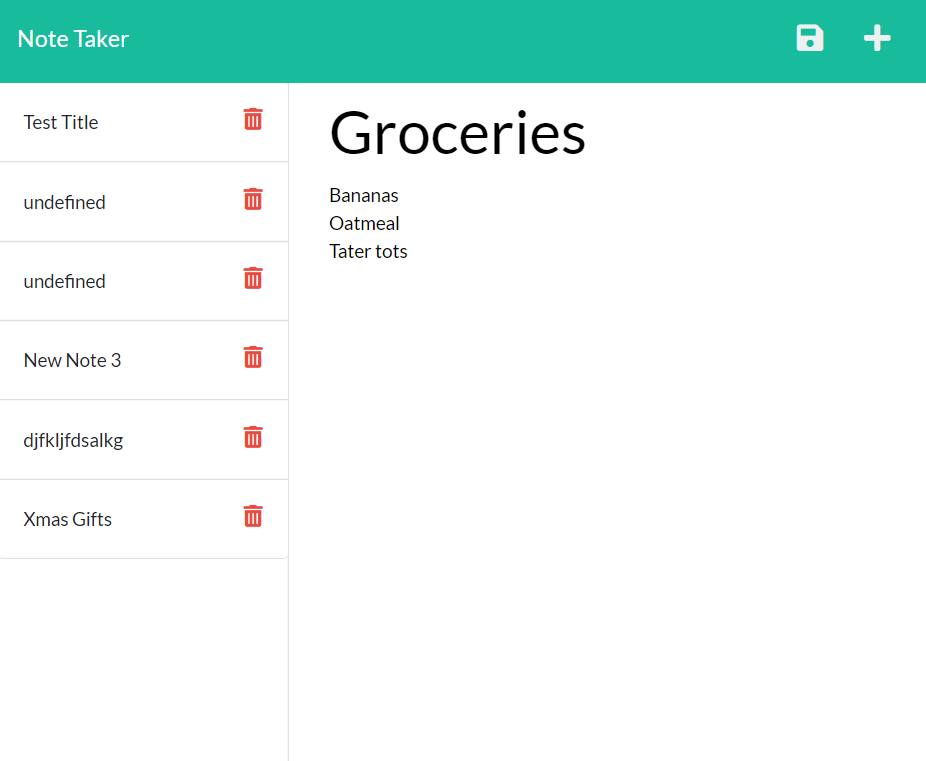 Note Taker
Test Title
undefined
undefined
New Note 3
djfkljfdsalkg
Xmas Gifts
Groceries
Bananas
Oatmeal
Tater tots